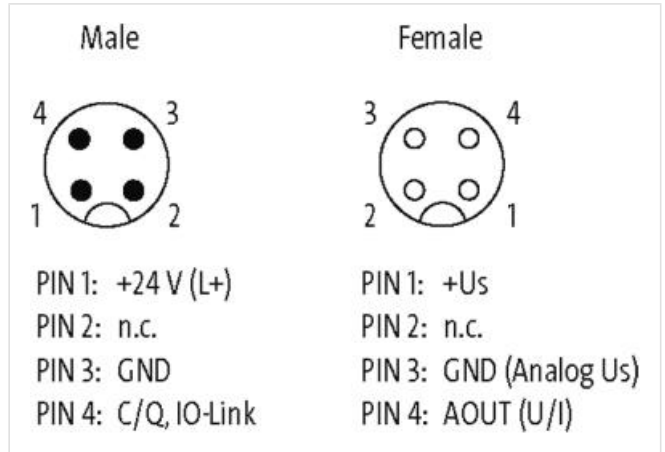 Male Female
4 3 3 4
1 2 2 1
PIN 1: +24 V (L+)
PIN 2: n.c.
PIN 3: GND
PIN 4: C/Q, IO-Link
PIN 1: +Us
PIN 2: n.c.
PIN 3: GND (Analog Us)
PIN 4: AOUT (U/I)